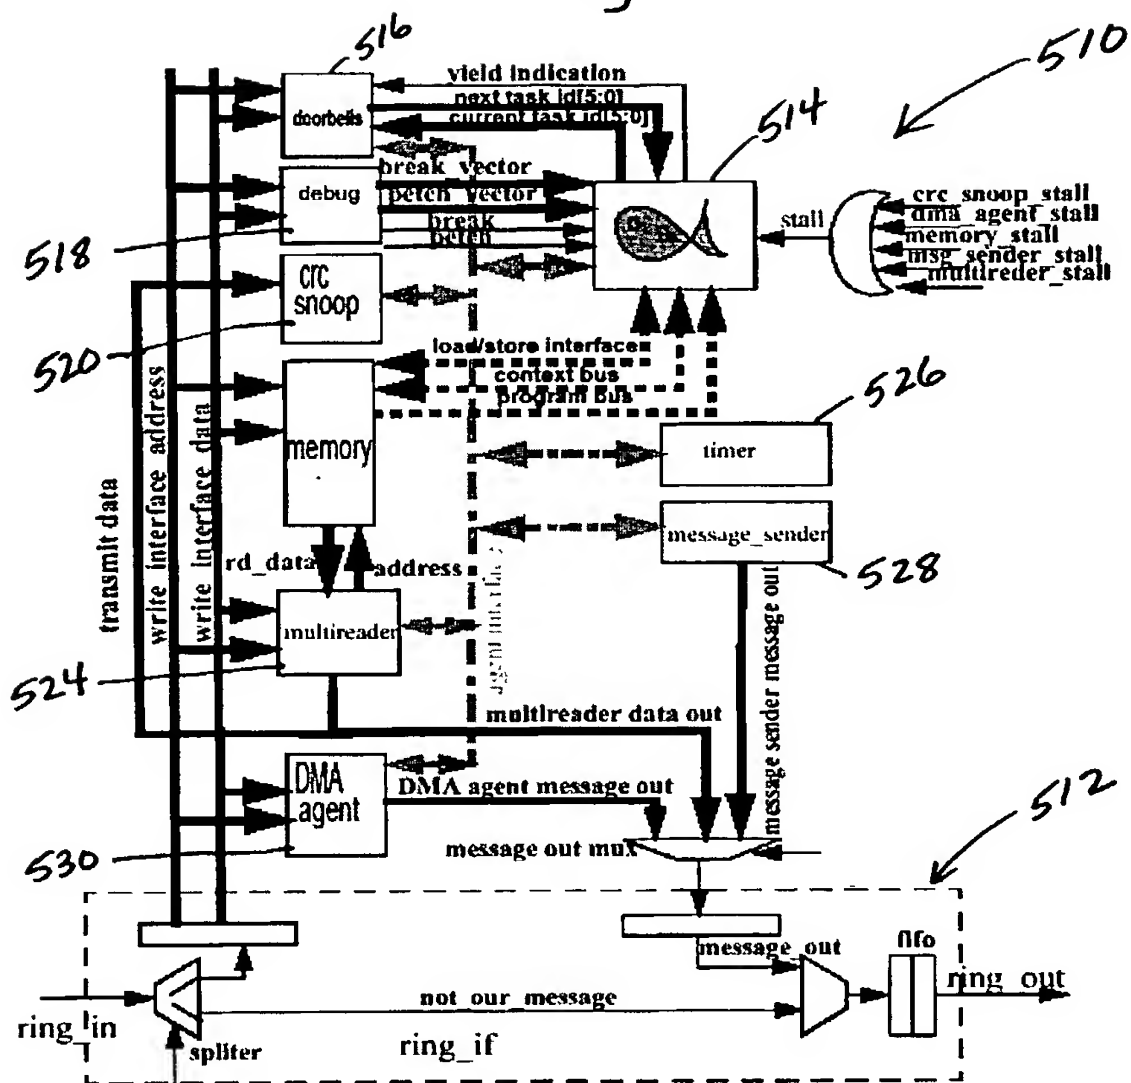 516
510
yield indication
next task id[5:0]
current task id[5:0]
doorbells
514
break_vector
petch_vector
break
petch
debug
518
stall
crc_snoop_stall
dma_agent_stall
memory_stall
msg_sender_stall
multireder_stall
crc
snoop
520
load/store interface
context bus
program bus
526
memory
timer
transmit data
write interface address
write interface data
message_sender
528
rd_data
address
multireader
agent interface
524
message sender message out
multireader data out
DMA
agent
DMA agent message out
512
530
message out mux
message_out
fifo
ring_out
not_our_message
ring_in
spliter
ring_if